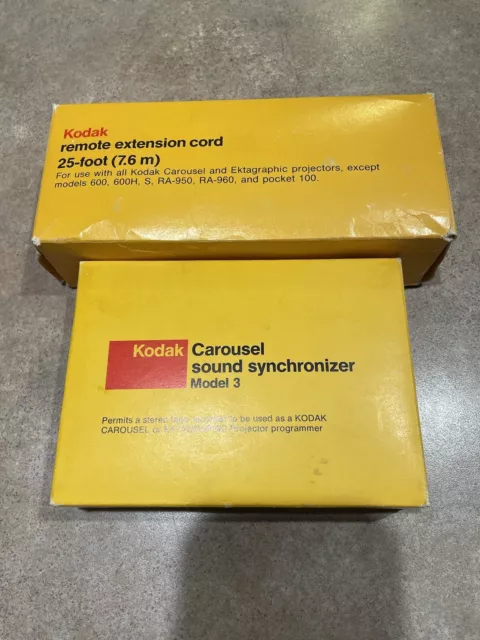 Kodak
remote extension cord
25-foot (7.6 m)
For use with all Kodak Carousel and Ektagraphic projectors, except
models 600, 600H, S, RA-950, RA-960, and pocket 100.
Kodak
Carousel
sound synchronizer
Model 3
Permits a stereo tape to be used as a KODAK
CAROUSEL or projector programmer